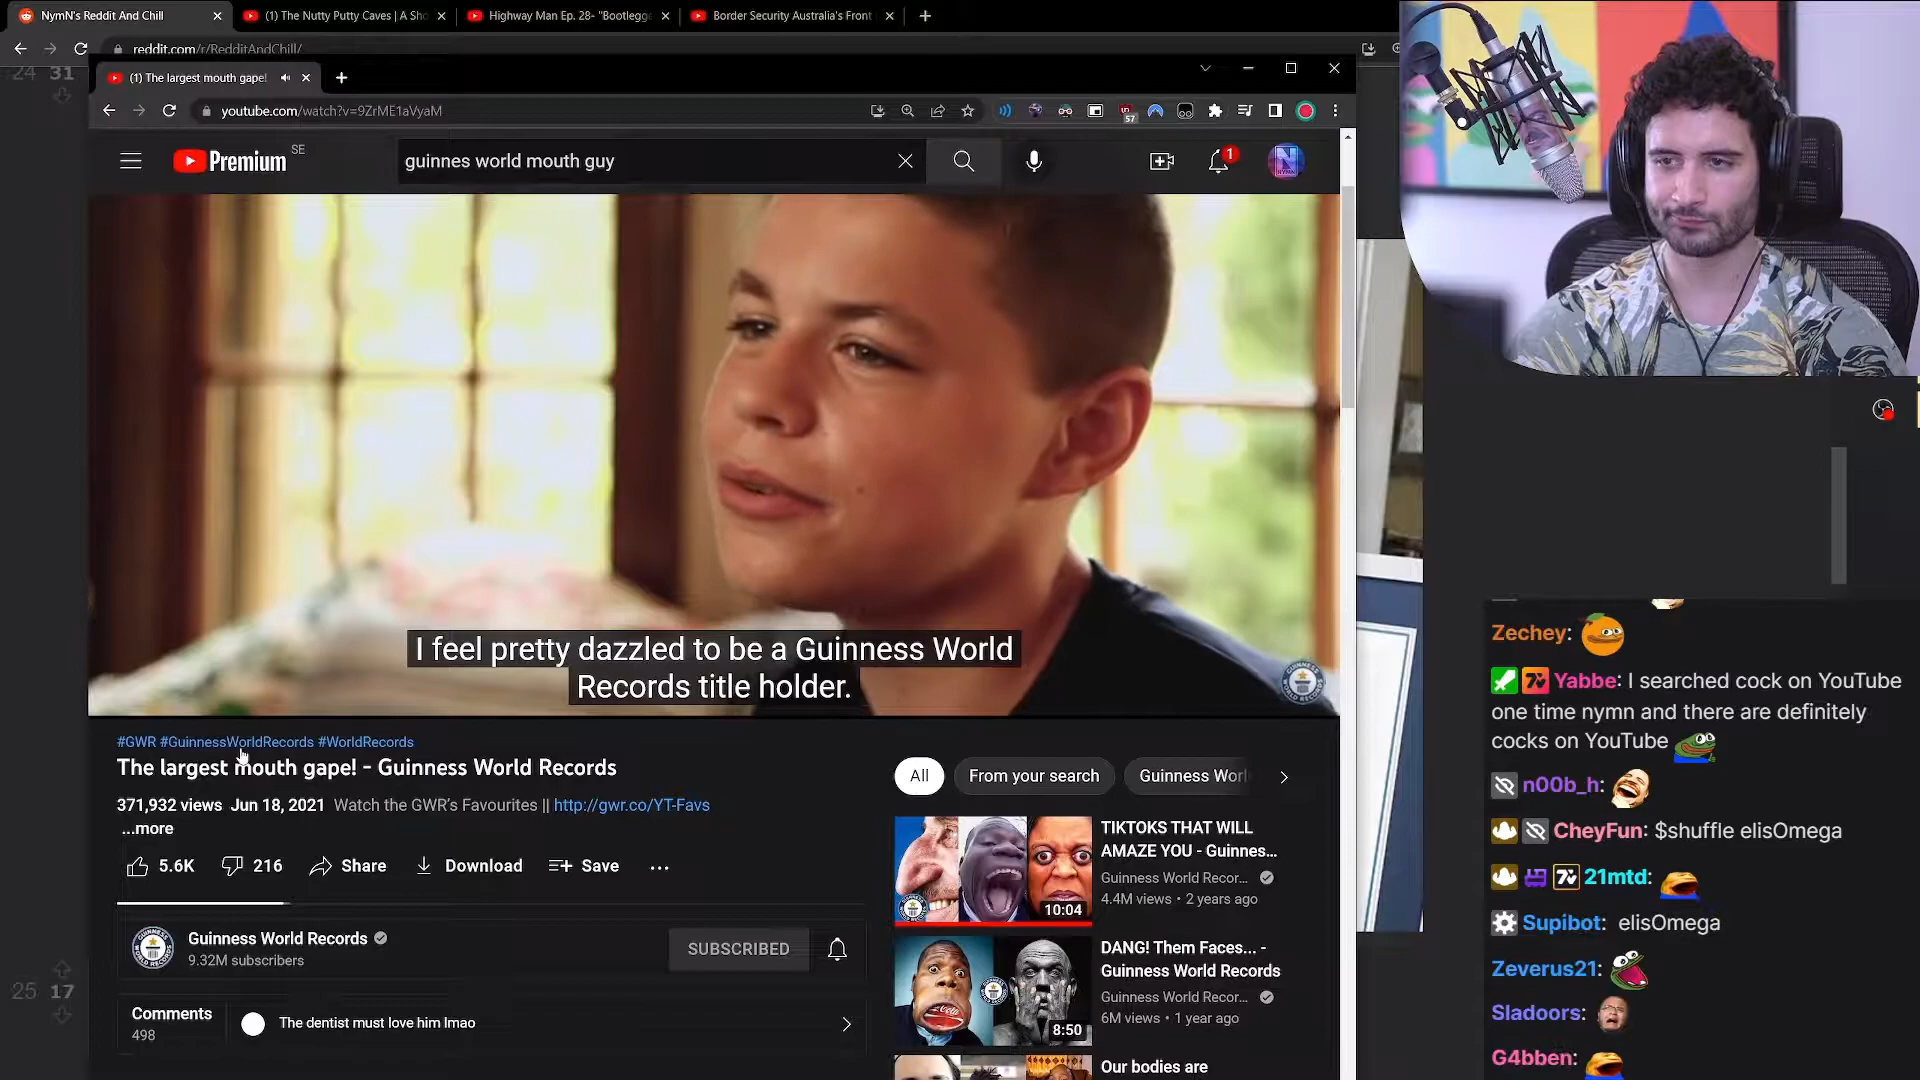 NymN's Reddit And Chill
(1) The Nutty Putty Caves | A Sho
Highway Man Ep. 28- "Bootlegge
Border Security Australia's Front
reddit.com/r/RedditAndChill/
24 31
(1) The largest mouth gape!
youtube.com/watch?v=9ZrME1aVyaM
57
Premium SE
guinnes world mouth guy
1
N
I feel pretty dazzled to be a Guinness World
Records title holder.
#GWR #GuinnessWorldRecords #WorldRecords
The largest mouth gape! - Guinness World Records
371,932 views Jun 18, 2021 Watch the GWR's Favourites || http://gwr.co/YT-Favs
...more
5.6K 216 Share Download Save
Guinness World Records
9.32M subscribers
SUBSCRIBED
25 17
Comments
498
The dentist must love him lmao
All From your search Guinness Worl
10:04
TIKTOKS THAT WILL
AMAZE YOU - Guinnes...
Guinness World Recor...
4.4M views • 2 years ago
8:50
DANG! Them Faces... -
Guinness World Records
Guinness World Recor...
6M views • 1 year ago
Our bodies are
Zechey:
Yabbe: I searched cock on YouTube
one time nymn and there are definitely
cocks on YouTube
n00b_h:
CheyFun: $shuffle elisOmega
21mtd:
Supibot: elisOmega
Zeverus21:
Sladoors:
G4bben: